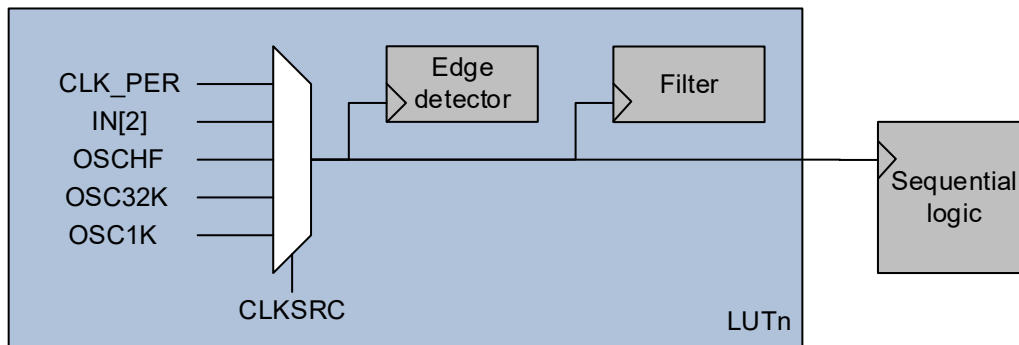 Edge
detector
Filter
CLK_PER
IN[2]
OSCHF
OSC32K
OSC1K
Sequential
logic
CLKSRC
LUTn